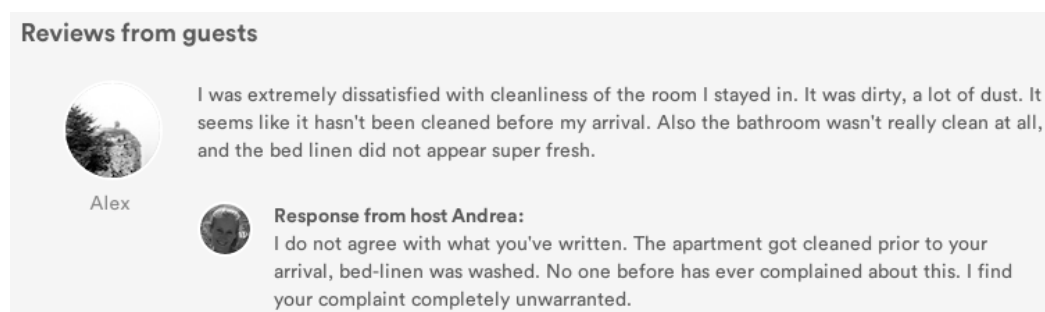 Reviews from guests
I was extremely dissatisfied with cleanliness of the room I stayed in. It was dirty, a lot of dust. It
seems like it hasn't been cleaned before my arrival. Also the bathroom wasn't really clean at all,
and the bed linen did not appear super fresh.
Alex
Response from host Andrea:
I do not agree with what you've written. The apartment got cleaned prior to your
arrival, bed-linen was washed. No one before has ever complained about this. I find
your complaint completely unwarranted.